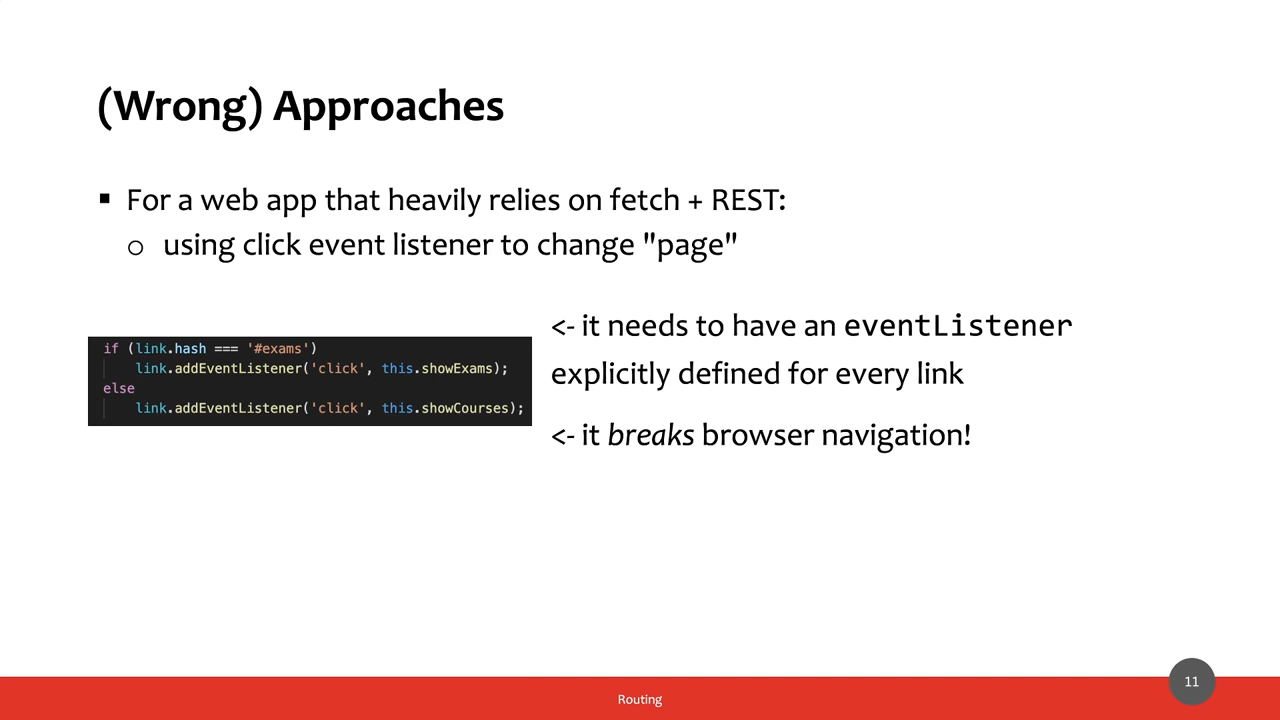 (Wrong) Approaches
▪ For a web app that heavily relies on fetch + REST:
o using click event listener to change "page"
if (link.hash === '#exams')
link.addEventListener('click', this.showExams);
else
link.addEventListener('click', this.showCourses);
<- it needs to have an eventListener
explicitly defined for every link
<- it breaks browser navigation!
Routing
11